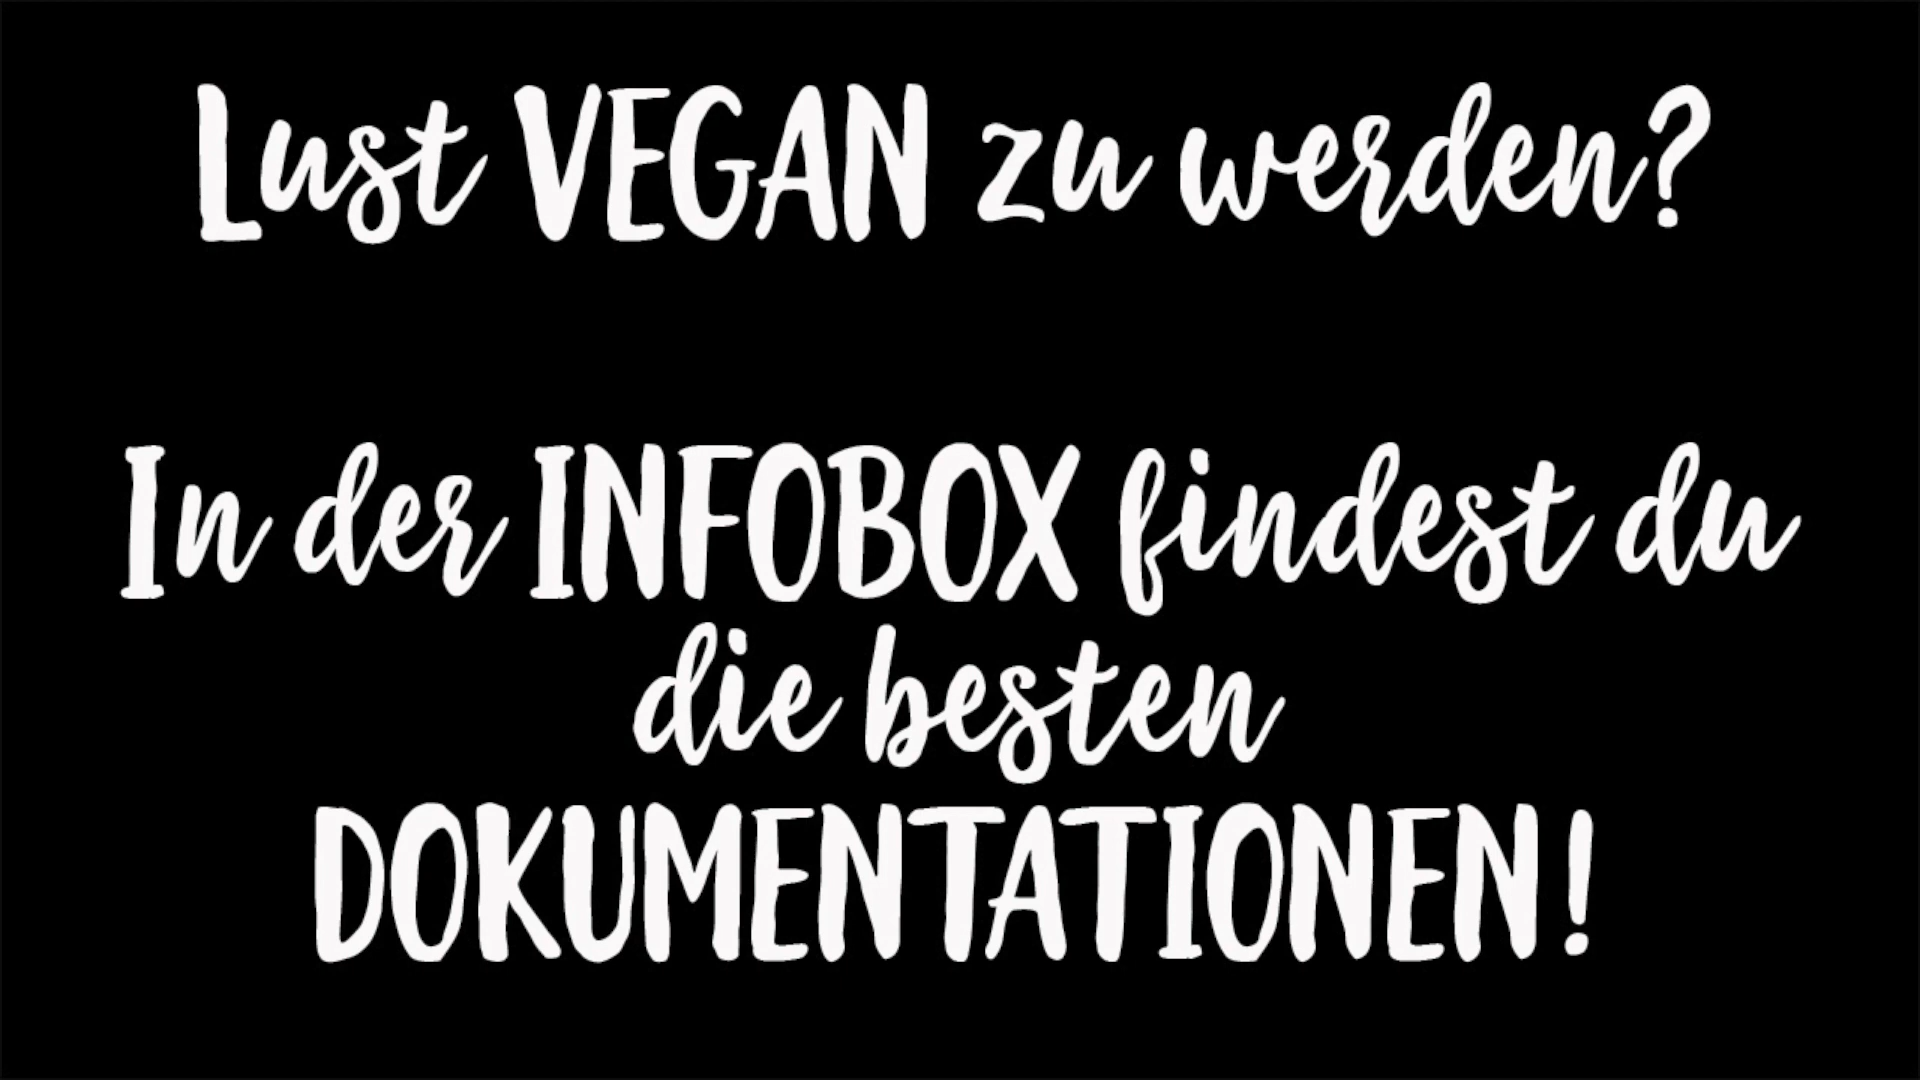 Lust VEGAN zu werden?
In der INFOBOX findest du
die besten
DOKUMENTATIONEN!